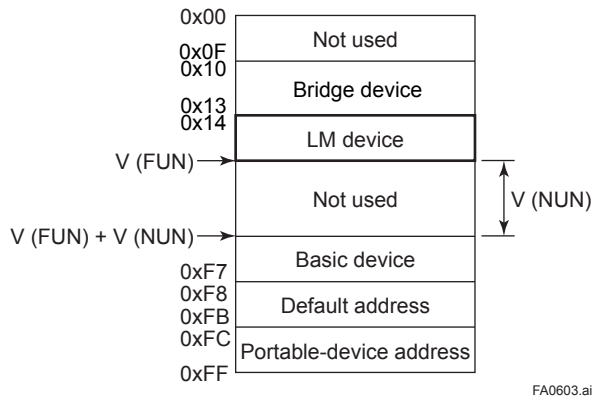 0x00
Not used
0x0F
0x10
Bridge device
0x13
0x14
LM device
V (FUN)
Not used
V (NUN)
V (FUN) + V (NUN)
Basic device
0xF7
0xF8
Default address
0xFB
0xFC
Portable-device address
0xFF
FA0603.ai